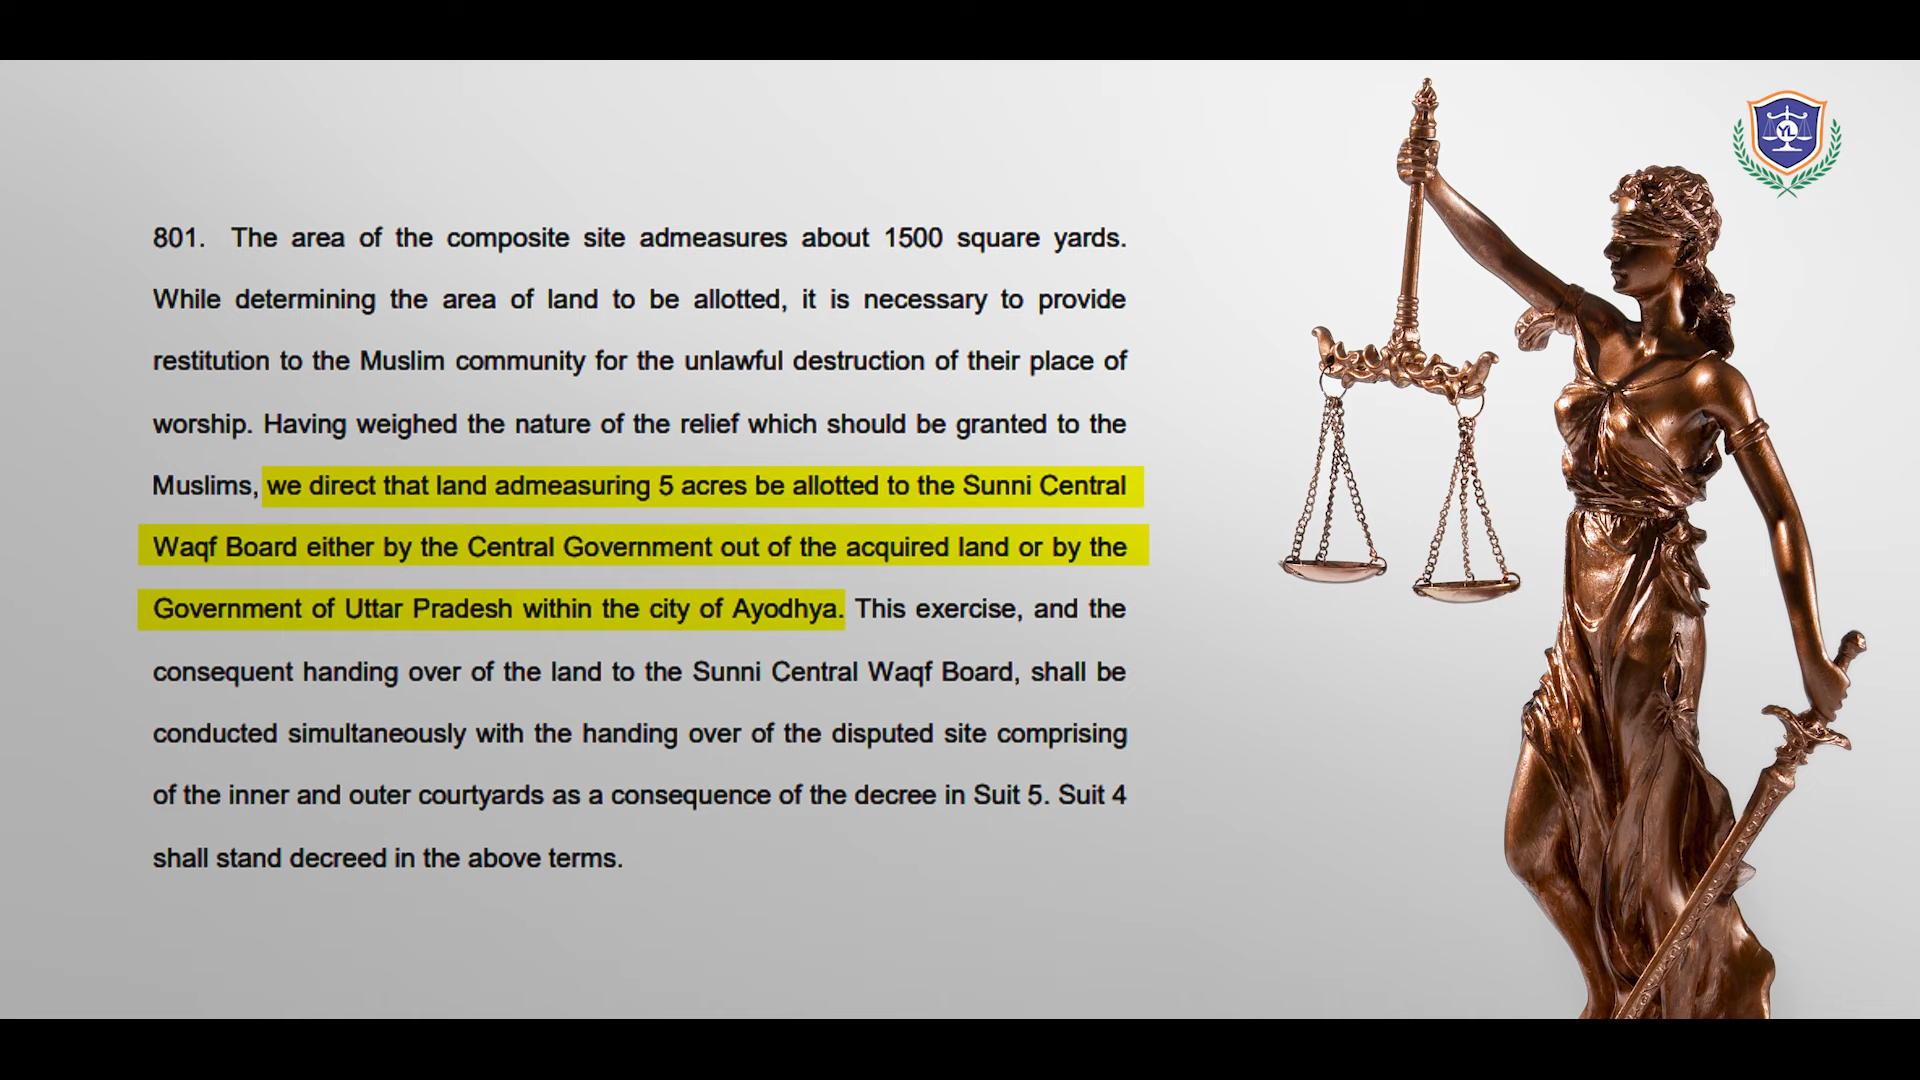 YL
801. The area of the composite site admeasures about 1500 square yards.
While determining the area of land to be allotted, it is necessary to provide
restitution to the Muslim community for the unlawful destruction of their place of
worship. Having weighed the nature of the relief which should be granted to the
Muslims, we direct that land admeasuring 5 acres be allotted to the Sunni Central
Waqf Board either by the Central Government out of the acquired land or by the
Government of Uttar Pradesh within the city of Ayodhya. This exercise, and the
consequent handing over of the land to the Sunni Central Waqf Board, shall be
conducted simultaneously with the handing over of the disputed site comprising
of the inner and outer courtyards as a consequence of the decree in Suit 5. Suit 4
shall stand decreed in the above terms.